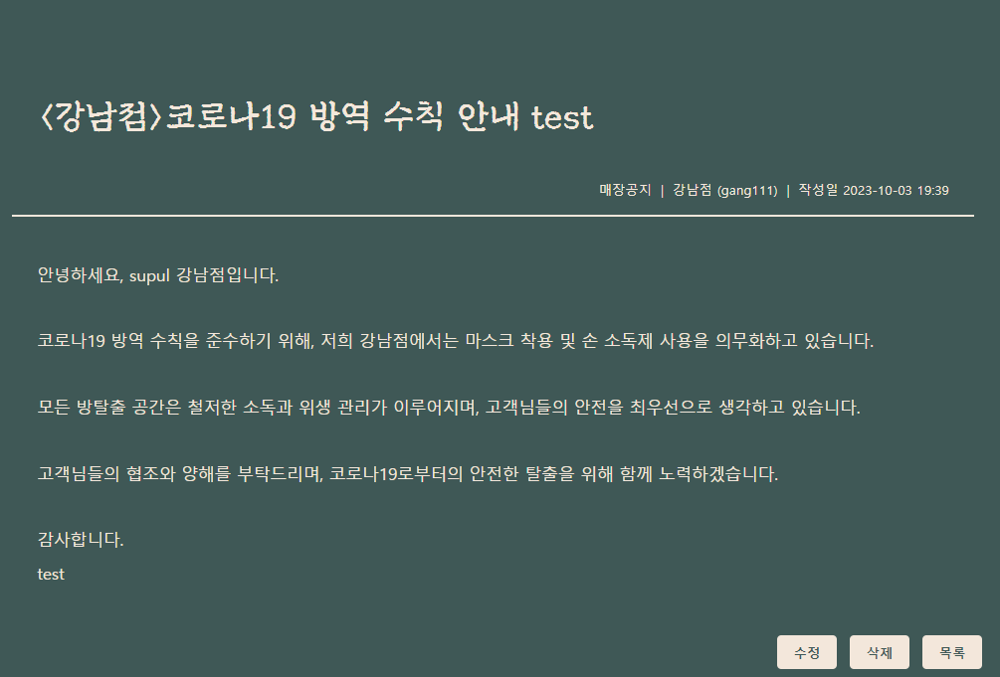 <강남점>코로나19 방역 수칙 안내 test
매장공지 | 강남점 (gang111) | 작성일 2023-10-03 19:39
안녕하세요, supul 강남점입니다.
코로나19 방역 수칙을 준수하기 위해, 저희 강남점에서는 마스크 착용 및 손 소독제 사용을 의무화하고 있습니다.
모든 방탈출 공간은 철저한 소독과 위생 관리가 이루어지며, 고객님들의 안전을 최우선으로 생각하고 있습니다.
고객님들의 협조와 양해를 부탁드리며, 코로나19로부터의 안전한 탈출을 위해 함께 노력하겠습니다.
감사합니다.
test
수정 삭제 목록